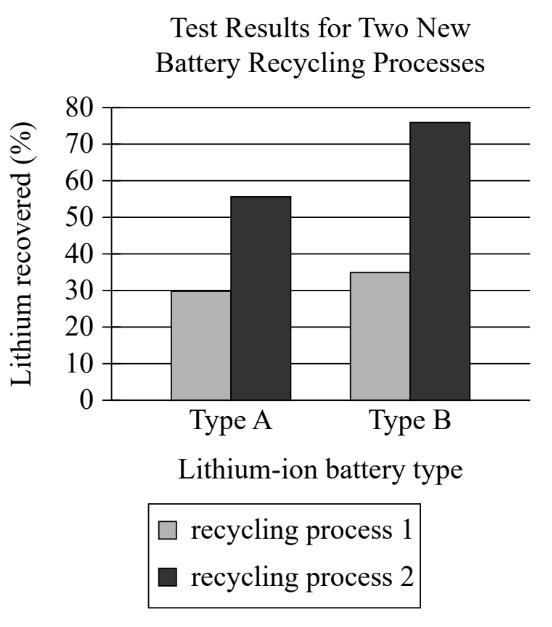 Test Results for Two New
Battery Recycling Processes
Lithium recovered (%)
80
70
60
50
40
30
20
10
0
Type A
Type B
Lithium-ion battery type
recycling process 1
recycling process 2